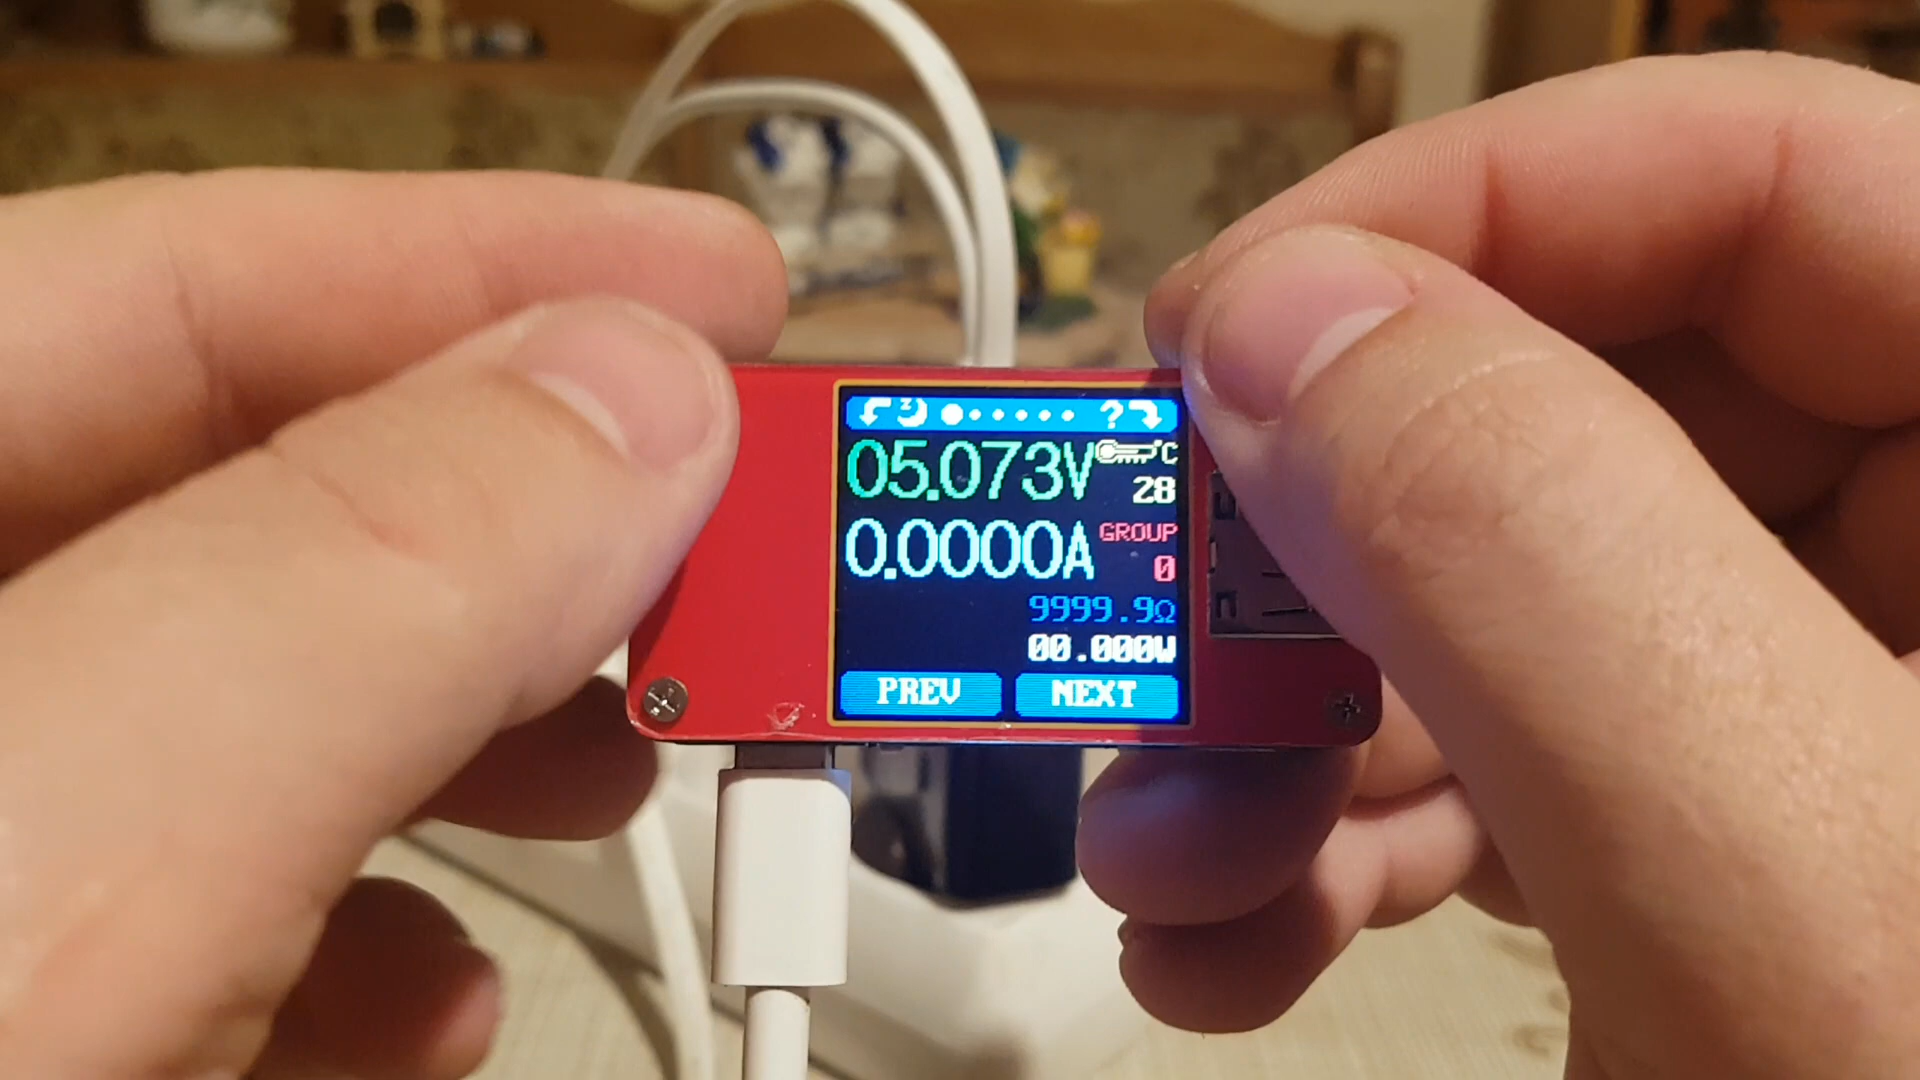 ?
05.073V °C
28
0.0000A GROUP
0
9999.9Ω
00.000W
PREV NEXT